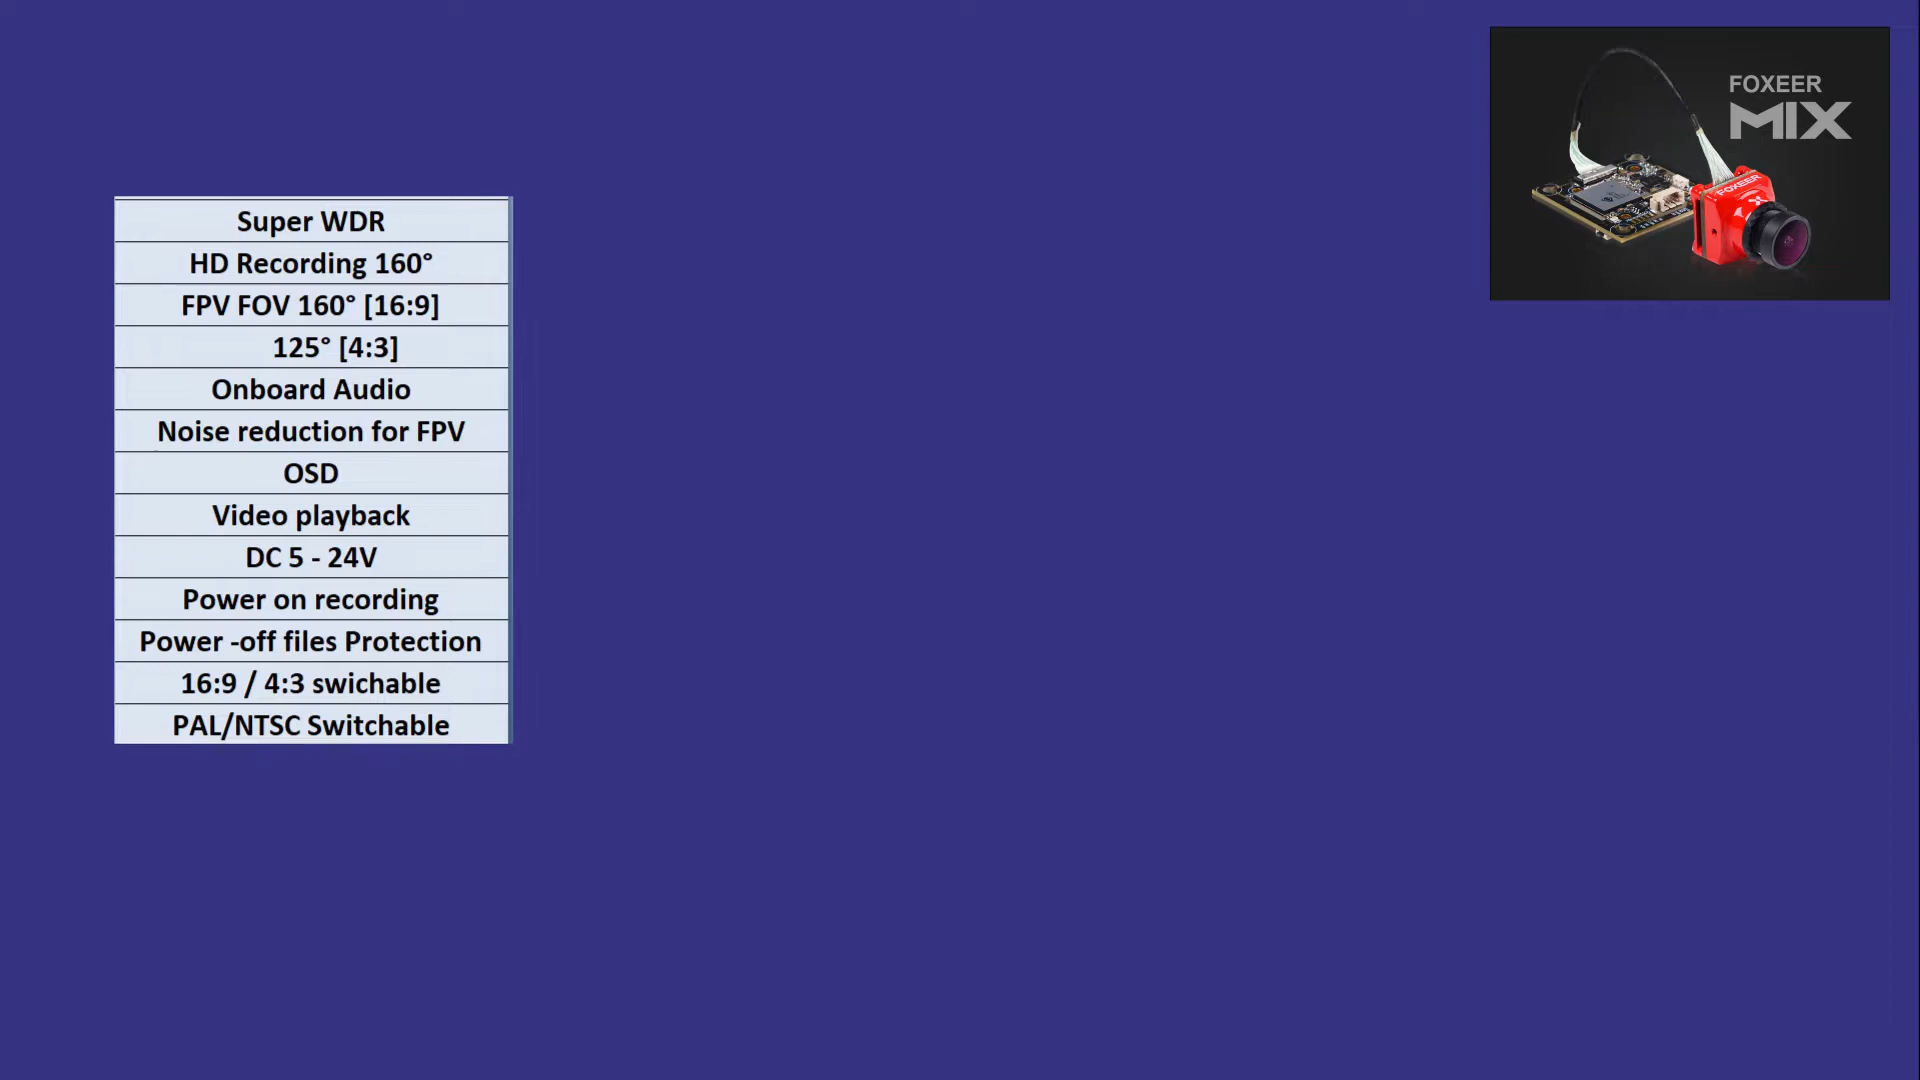 FOXEER
MIX
FOXEER
Super WDR
HD Recording 160°
FPV FOV 160° [16:9]
125° [4:3]
Onboard Audio
Noise reduction for FPV
OSD
Video playback
DC 5 - 24V
Power on recording
Power -off files Protection
16:9 / 4:3 swichable
PAL/NTSC Switchable